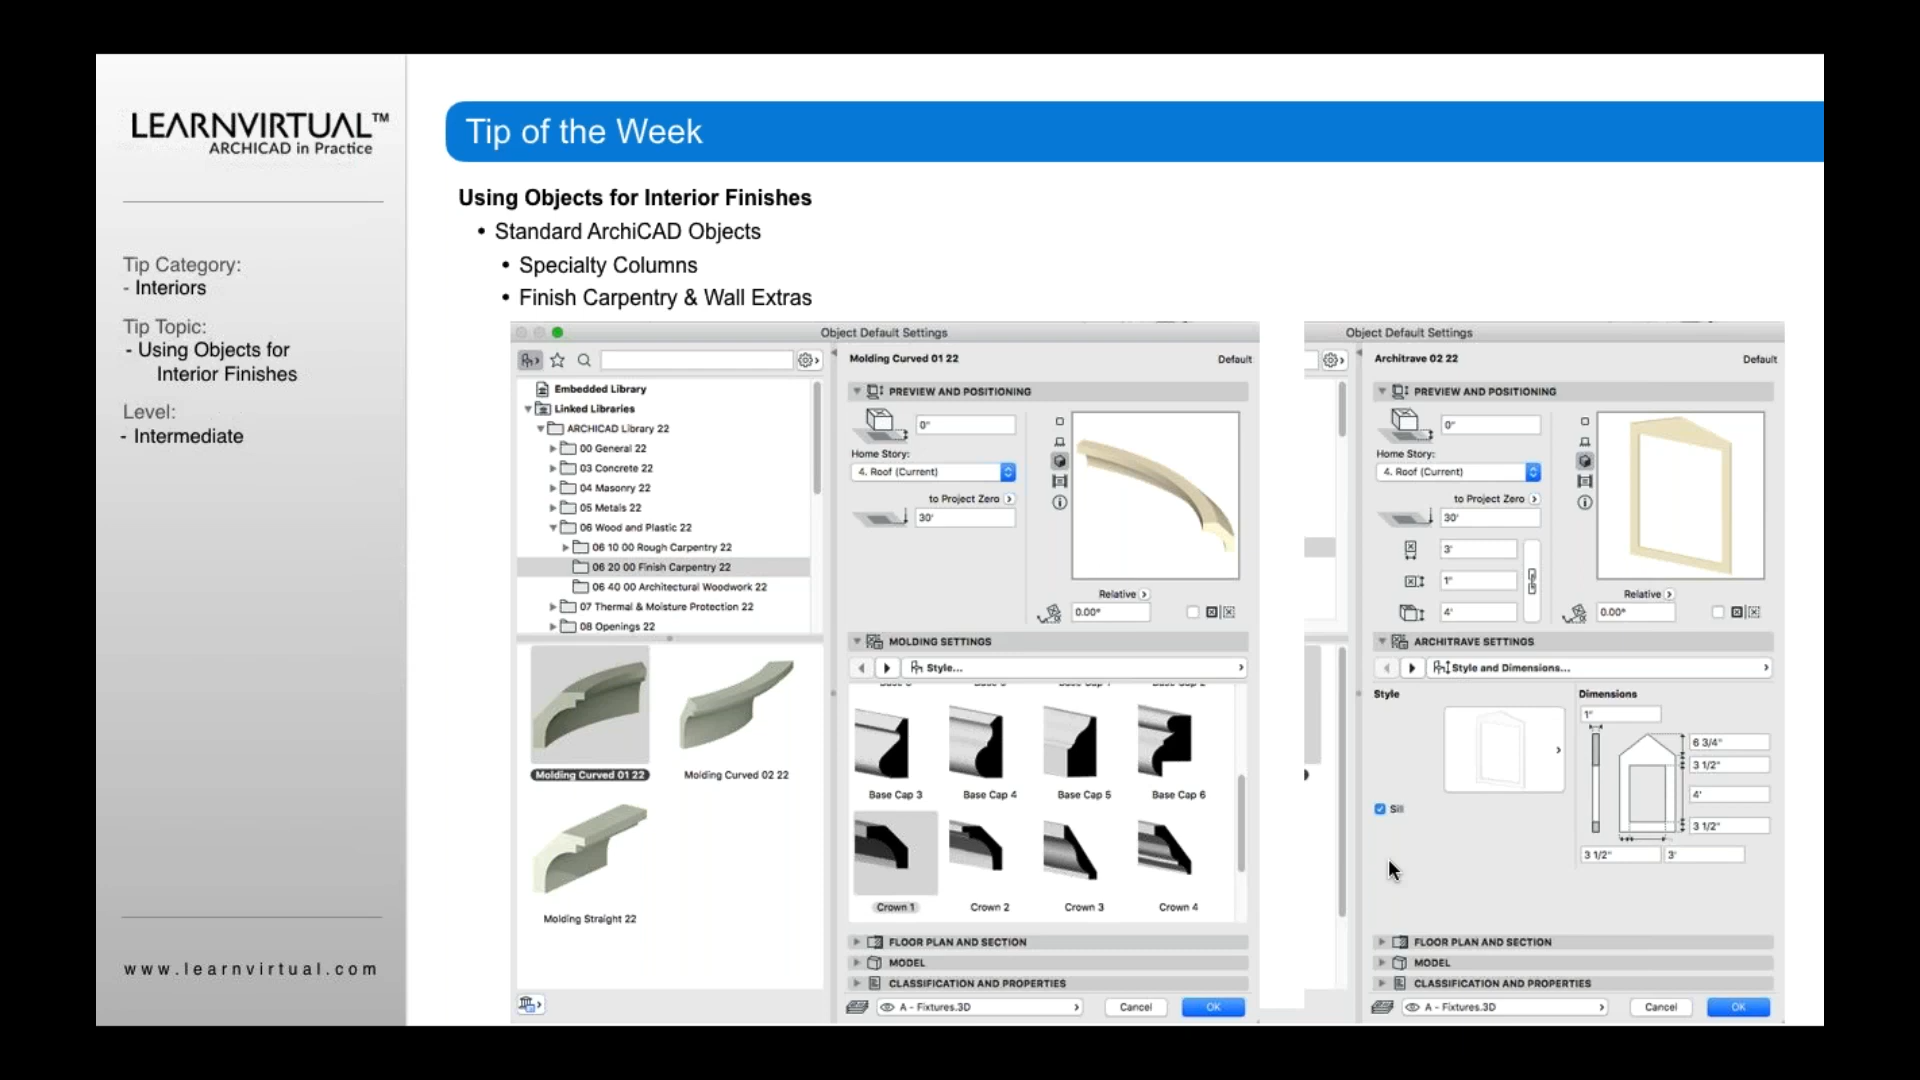 LEARNVIRTUAL™
ARCHICAD in Practice
Tip Category:
- Interiors
Tip Topic:
- Using Objects for
Interior Finishes
Level:
- Intermediate
www.learnvirtual.com
Tip of the Week
Using Objects for Interior Finishes
• Standard ArchiCAD Objects
• Specialty Columns
• Finish Carpentry & Wall Extras
Object Default Settings
Embedded Library
Linked Libraries
ARCHICAD Library 22
00 General 22
03 Concrete 22
04 Masonry 22
05 Metals 22
06 Wood and Plastic 22
06 10 00 Rough Carpentry 22
06 20 00 Finish Carpentry 22
06 40 00 Architectural Woodwork 22
07 Thermal & Moisture Protection 22
08 Openings 22
Molding Curved 01 22
Molding Curved 02 22
Molding Straight 22
Molding Curved 01 22
Default
PREVIEW AND POSITIONING
0"
Home Story:
4. Roof (Current)
to Project Zero
30'
Relative
0.00°
MOLDING SETTINGS
Style...
Base Cap 3
Base Cap 4
Base Cap 5
Base Cap 6
Crown 1
Crown 2
Crown 3
Crown 4
FLOOR PLAN AND SECTION
MODEL
CLASSIFICATION AND PROPERTIES
A - Fixtures.3D
Cancel
OK
Object Default Settings
Architrave 02 22
Default
PREVIEW AND POSITIONING
0"
Home Story:
4. Roof (Current)
to Project Zero
30'
3'
1"
4'
Relative
0.00°
ARCHITRAVE SETTINGS
Style and Dimensions...
Style
Dimensions
1"
6 3/4"
3 1/2"
4'
3 1/2"
3 1/2"
3'
Sill
FLOOR PLAN AND SECTION
MODEL
CLASSIFICATION AND PROPERTIES
A - Fixtures.3D
Cancel
OK